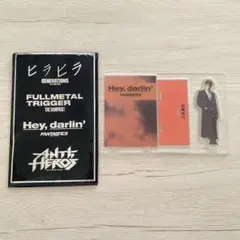 ヒラヒラ
GENERATIONS
FULLMETAL
TRIGGER
THE RAMPAGE
Hey, darlin'
FANTASTICS
ANTI-
HEROS
Hey, darlin'
FANTASTICS